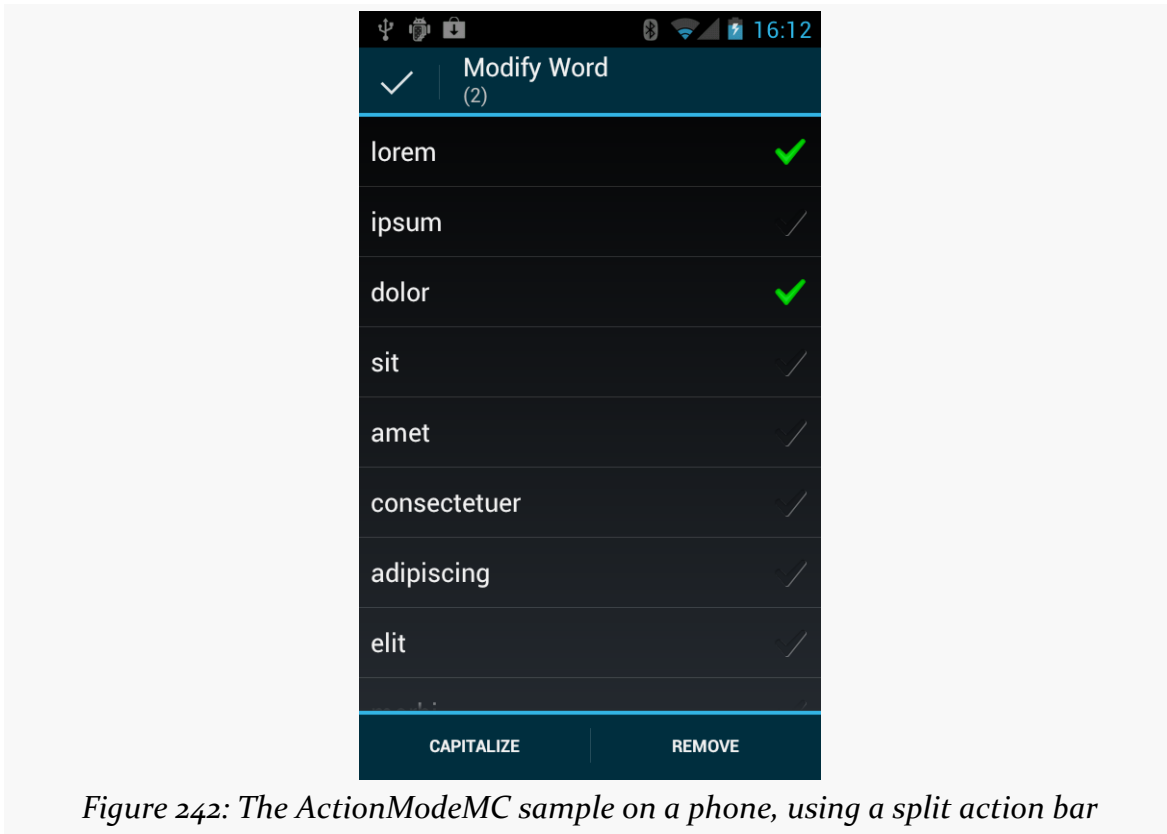 16:12
Modify Word
(2)
lorem
ipsum
dolor
sit
amet
consectetuer
adipiscing
elit
CAPITALIZE REMOVE
Figure 242: The ActionModeMC sample on a phone, using a split action bar